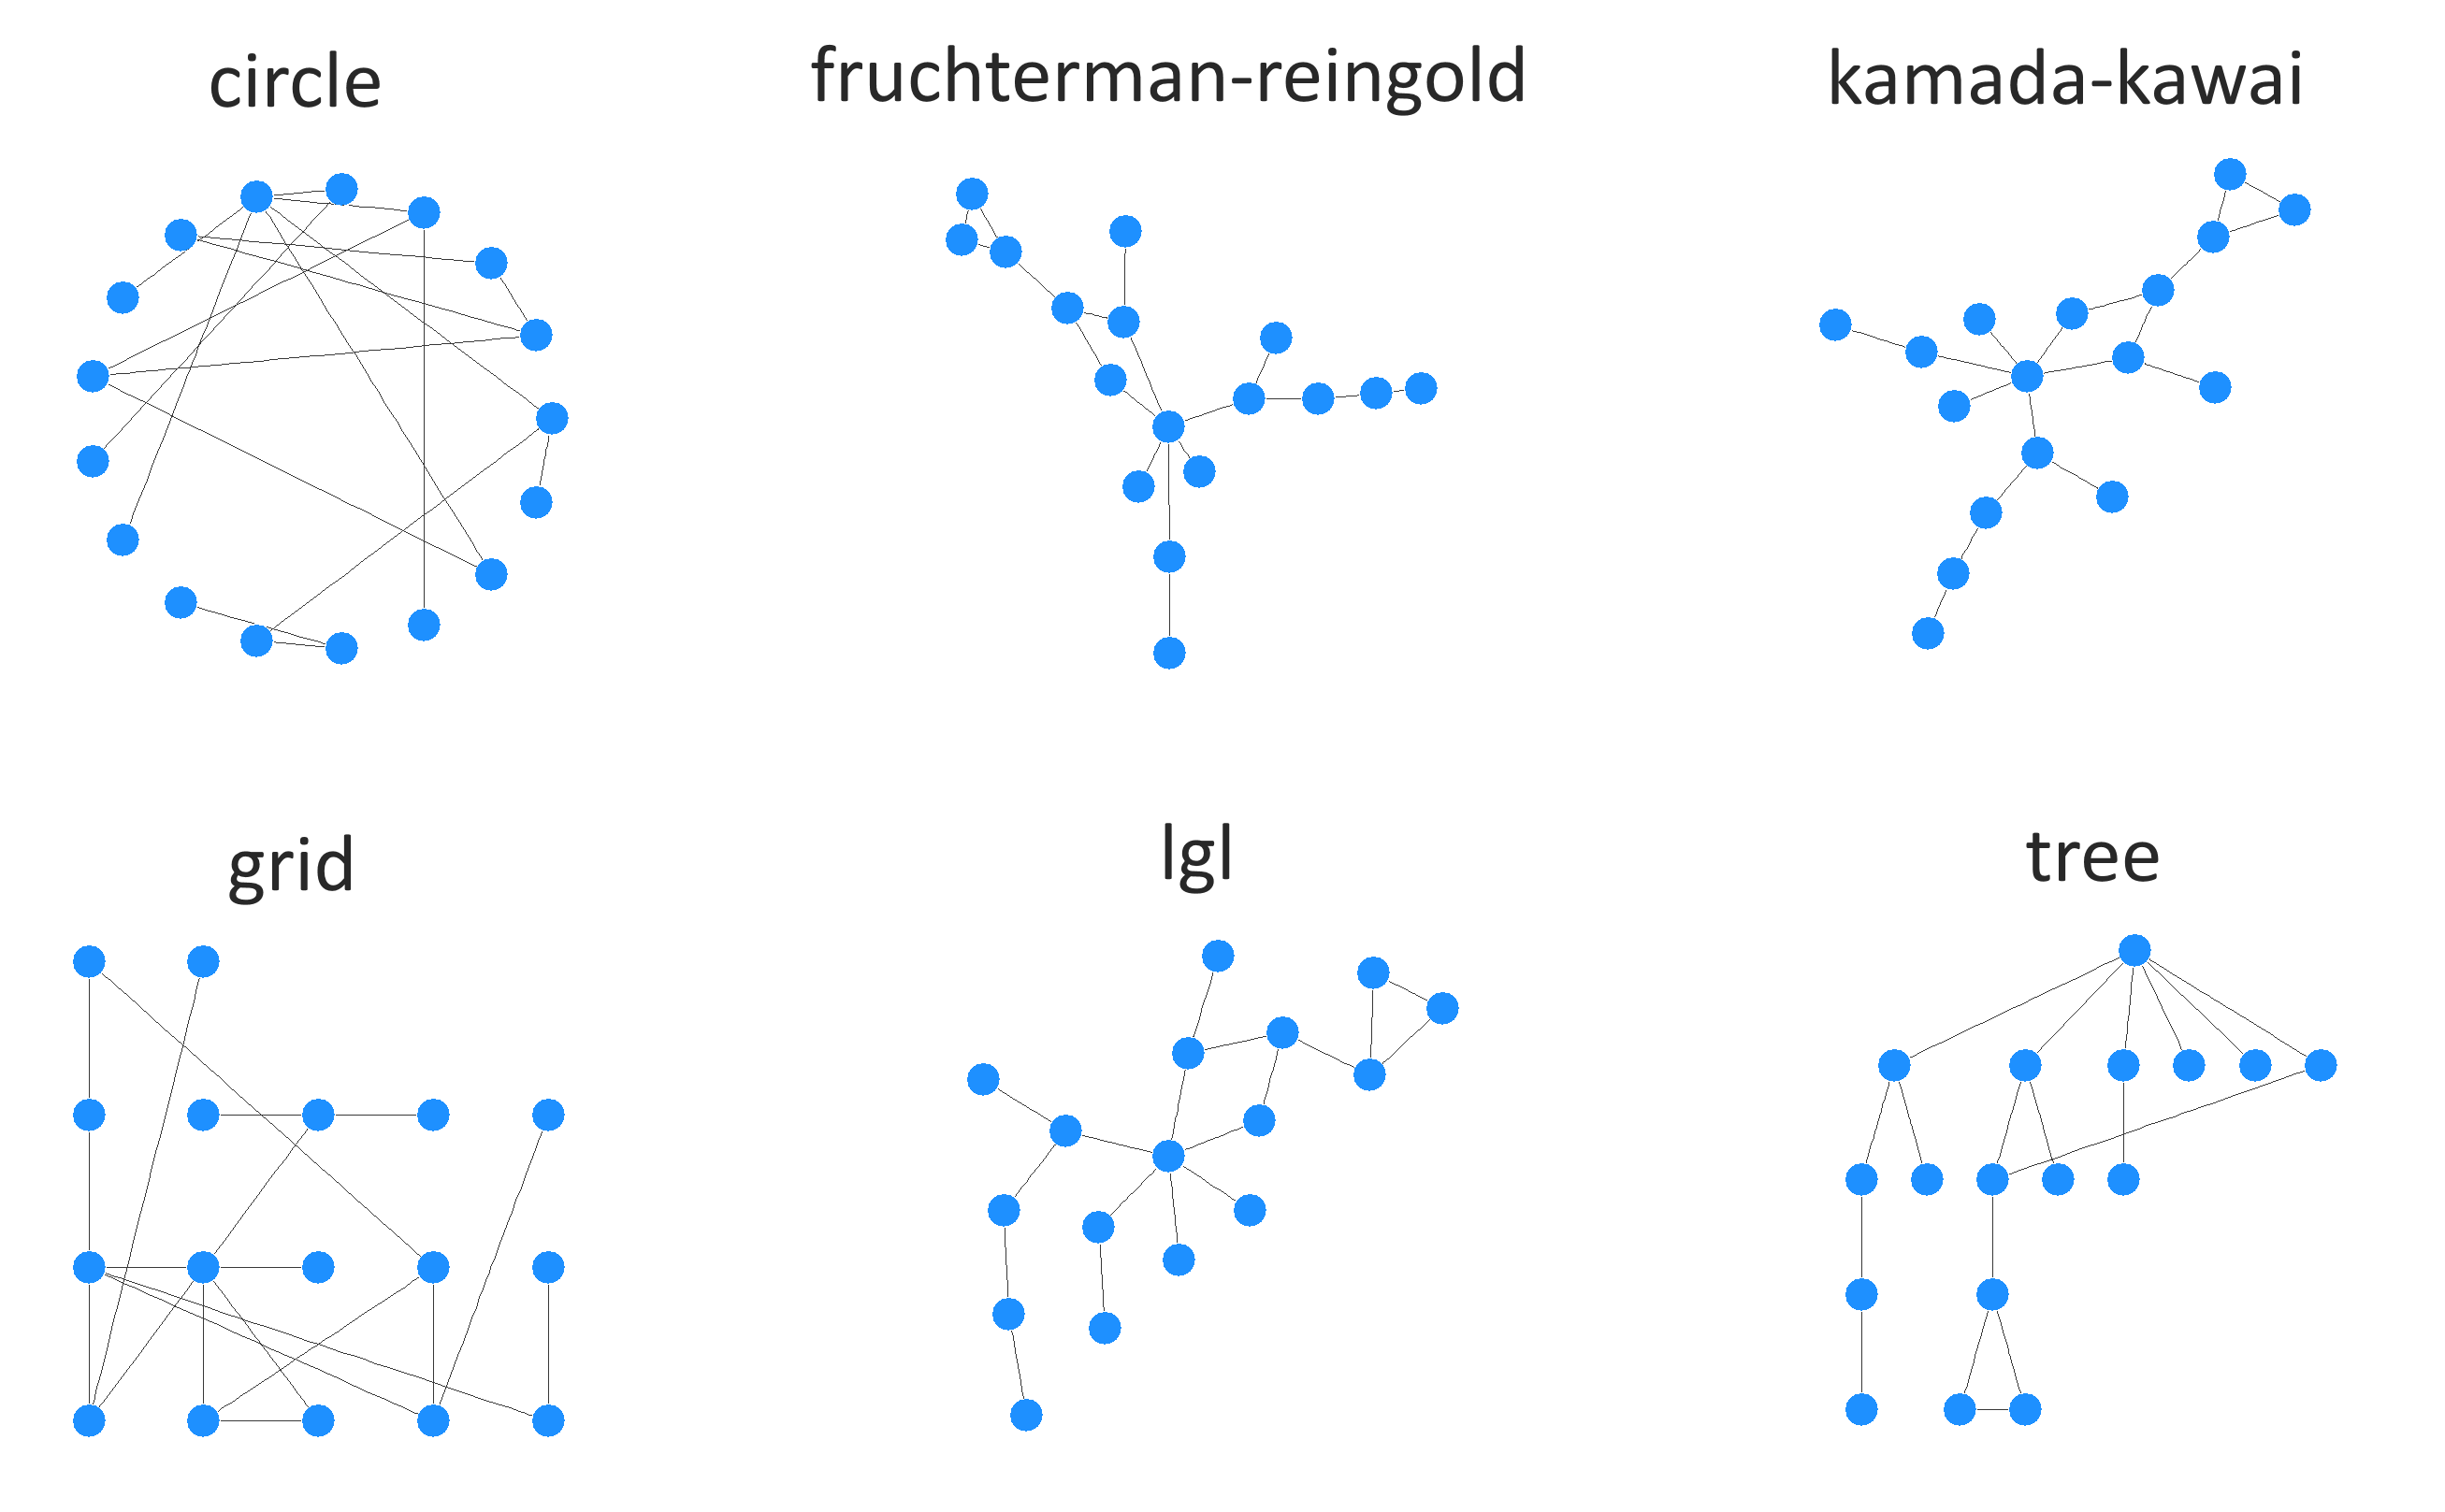 circle
fruchterman-reingold
kamada-kawai
grid
lgl
tree